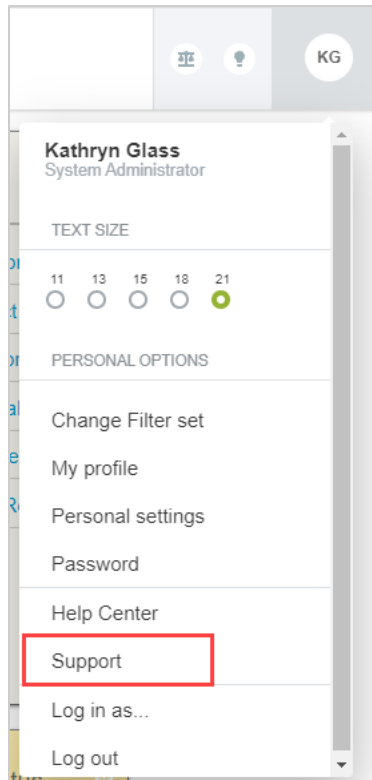 KG
Kathryn Glass
System Administrator
TEXT SIZE
11 13 15 18 21
PERSONAL OPTIONS
Change Filter set
My profile
Personal settings
Password
Help Center
Support
Log in as...
Log out